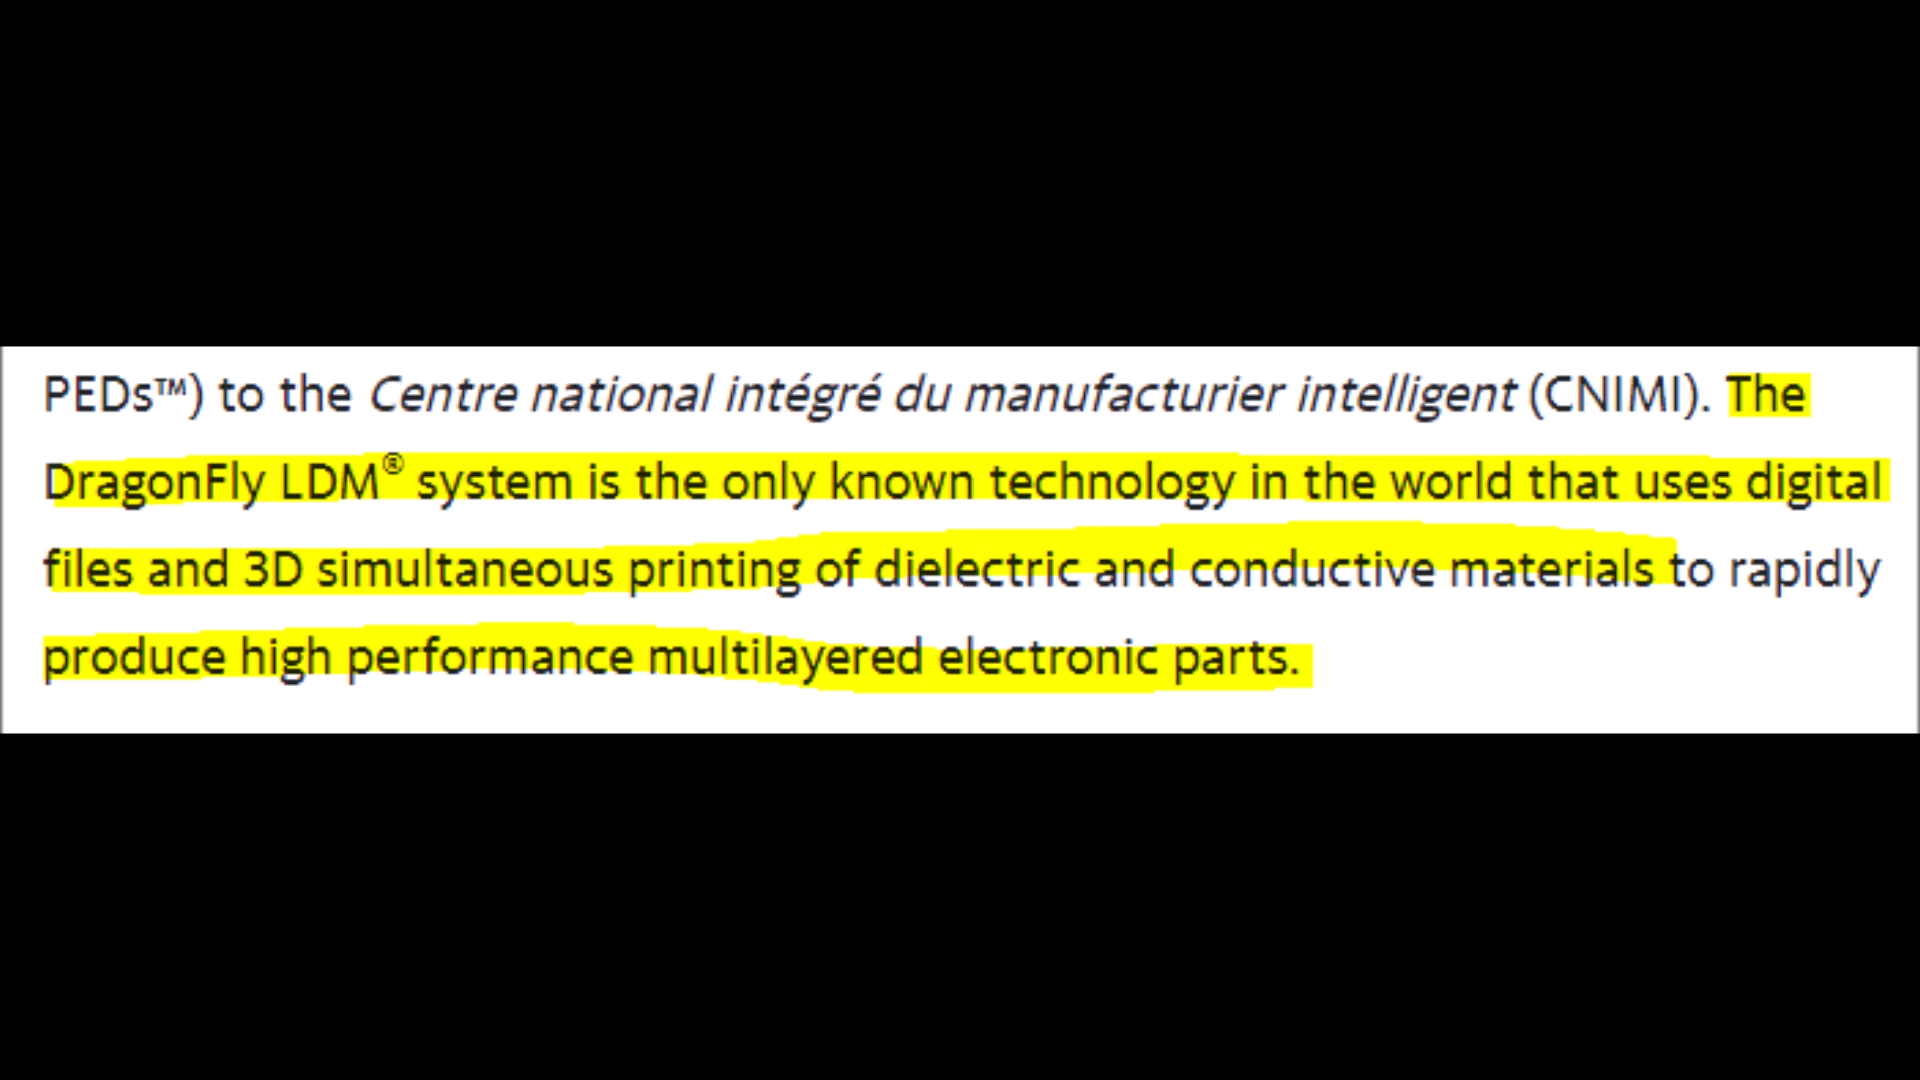 PEDs™) to the Centre national intégré du manufacturier intelligent (CNIMI). The
DragonFly LDM® system is the only known technology in the world that uses digital
files and 3D simultaneous printing of dielectric and conductive materials to rapidly
produce high performance multilayered electronic parts.